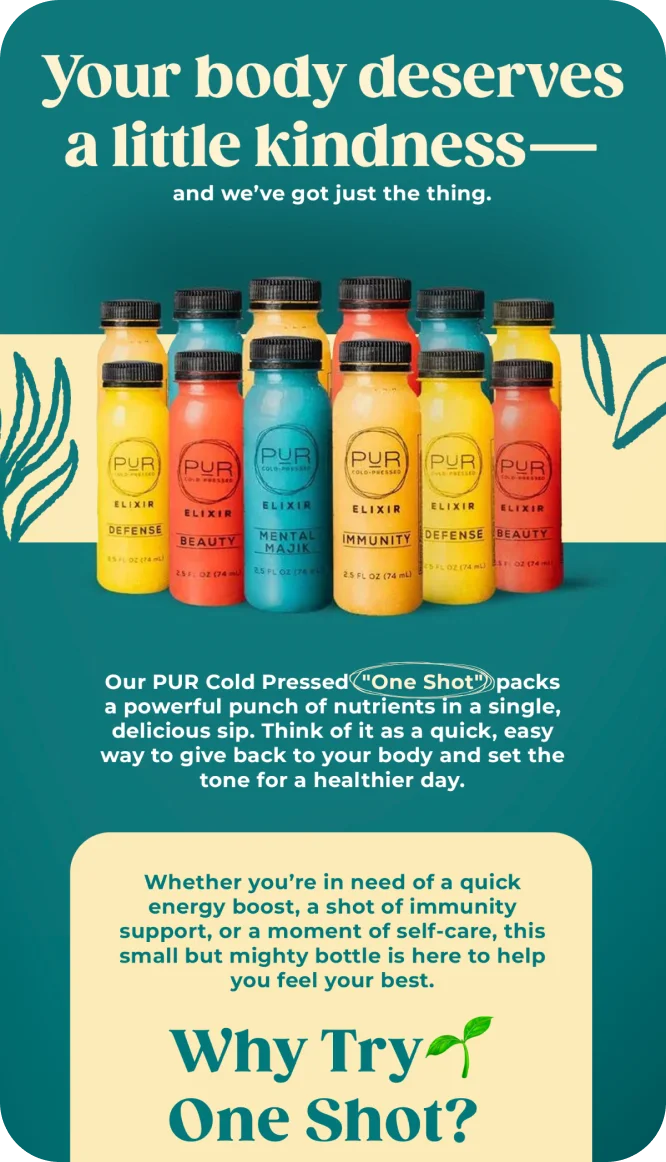 Your body deserves
a little kindness—
and we've got just the thing.
PUR
COLD-PRESSED
ELIXIR
DEFENSE
2.5 FL OZ (74 mL)
PUR
COLD-PRESSED
ELIXIR
BEAUTY
2.5 FL OZ (74 mL)
PUR
COLD-PRESSED
ELIXIR
MENTAL
MAJIK
2.5 FL OZ (74 mL)
PUR
COLD-PRESSED
ELIXIR
IMMUNITY
2.5 FL OZ (74 mL)
PUR
COLD-PRESSED
ELIXIR
DEFENSE
2.5 FL OZ (74 mL)
PUR
COLD-PRESSED
ELIXIR
BEAUTY
2.5 FL OZ (74 mL)
Our PUR Cold Pressed "One Shot" packs
a powerful punch of nutrients in a single,
delicious sip. Think of it as a quick, easy
way to give back to your body and set the
tone for a healthier day.
Whether you're in need of a quick
energy boost, a shot of immunity
support, or a moment of self-care, this
small but mighty bottle is here to help
you feel your best.
Why Try
One Shot?